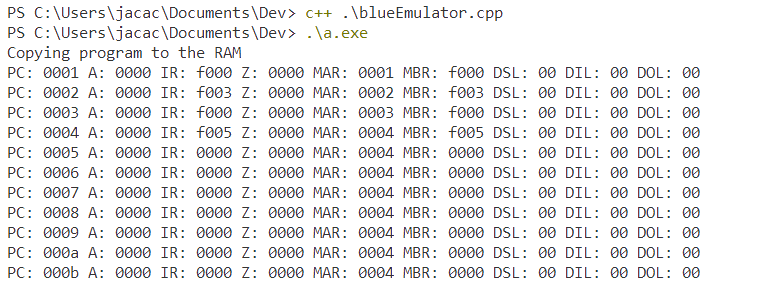 PS C:\Users\jacac\Documents\Dev> c++ .\blueEmulator.cpp
PS C:\Users\jacac\Documents\Dev> .\a.exe
Copying program to the RAM
PC: 0001 A: 0000 IR: f000 Z: 0000 MAR: 0001 MBR: f000 DSL: 00 DIL: 00 DOL: 00
PC: 0002 A: 0000 IR: f003 Z: 0000 MAR: 0002 MBR: f003 DSL: 00 DIL: 00 DOL: 00
PC: 0003 A: 0000 IR: f000 Z: 0000 MAR: 0003 MBR: f000 DSL: 00 DIL: 00 DOL: 00
PC: 0004 A: 0000 IR: f005 Z: 0000 MAR: 0004 MBR: f005 DSL: 00 DIL: 00 DOL: 00
PC: 0005 A: 0000 IR: 0000 Z: 0000 MAR: 0004 MBR: 0000 DSL: 00 DIL: 00 DOL: 00
PC: 0006 A: 0000 IR: 0000 Z: 0000 MAR: 0004 MBR: 0000 DSL: 00 DIL: 00 DOL: 00
PC: 0007 A: 0000 IR: 0000 Z: 0000 MAR: 0004 MBR: 0000 DSL: 00 DIL: 00 DOL: 00
PC: 0008 A: 0000 IR: 0000 Z: 0000 MAR: 0004 MBR: 0000 DSL: 00 DIL: 00 DOL: 00
PC: 0009 A: 0000 IR: 0000 Z: 0000 MAR: 0004 MBR: 0000 DSL: 00 DIL: 00 DOL: 00
PC: 000a A: 0000 IR: 0000 Z: 0000 MAR: 0004 MBR: 0000 DSL: 00 DIL: 00 DOL: 00
PC: 000b A: 0000 IR: 0000 Z: 0000 MAR: 0004 MBR: 0000 DSL: 00 DIL: 00 DOL: 00